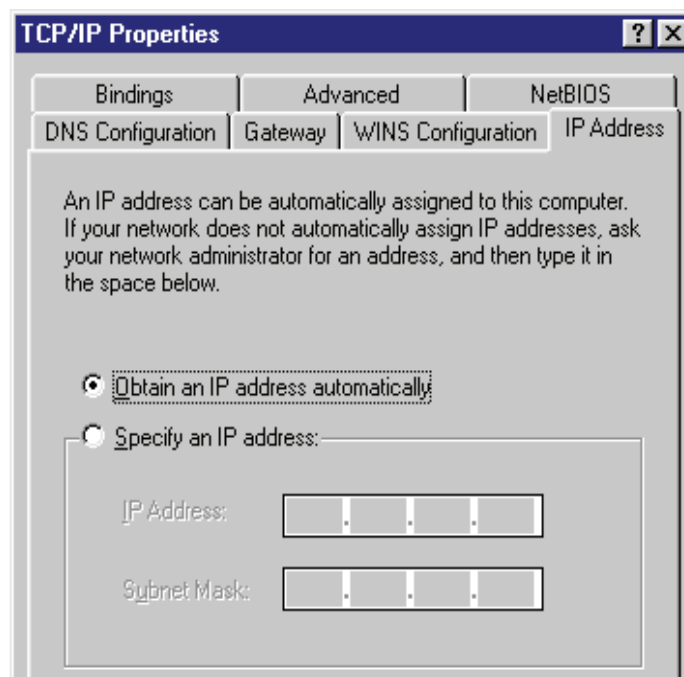 TCP/IP Properties
Bindings
Advanced
NetBIOS
DNS Configuration
Gateway
WINS Configuration
IP Address
An IP address can be automatically assigned to this computer.
If your network does not automatically assign IP addresses, ask
your network administrator for an address, and then type it in
the space below.
Obtain an IP address automatically
Specify an IP address:
IP Address:
. . .
Subnet Mask:
. . .